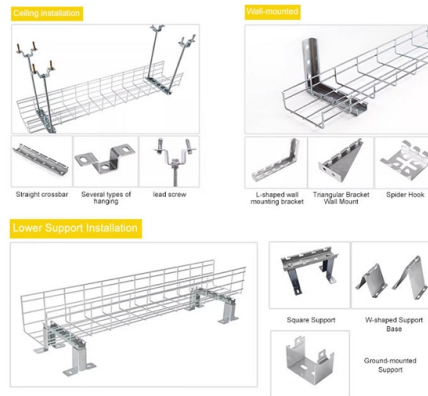 Ceiling installation
Wall-mounted
Straight crossbar
Several types of
hanging
lead screw
L-shaped wall
mounting bracket
Triangular Bracket
Wall Mount
Spider Hook
Lower Support Installation
Square Support
W-shaped Support
Base
Ground-mounted
Support